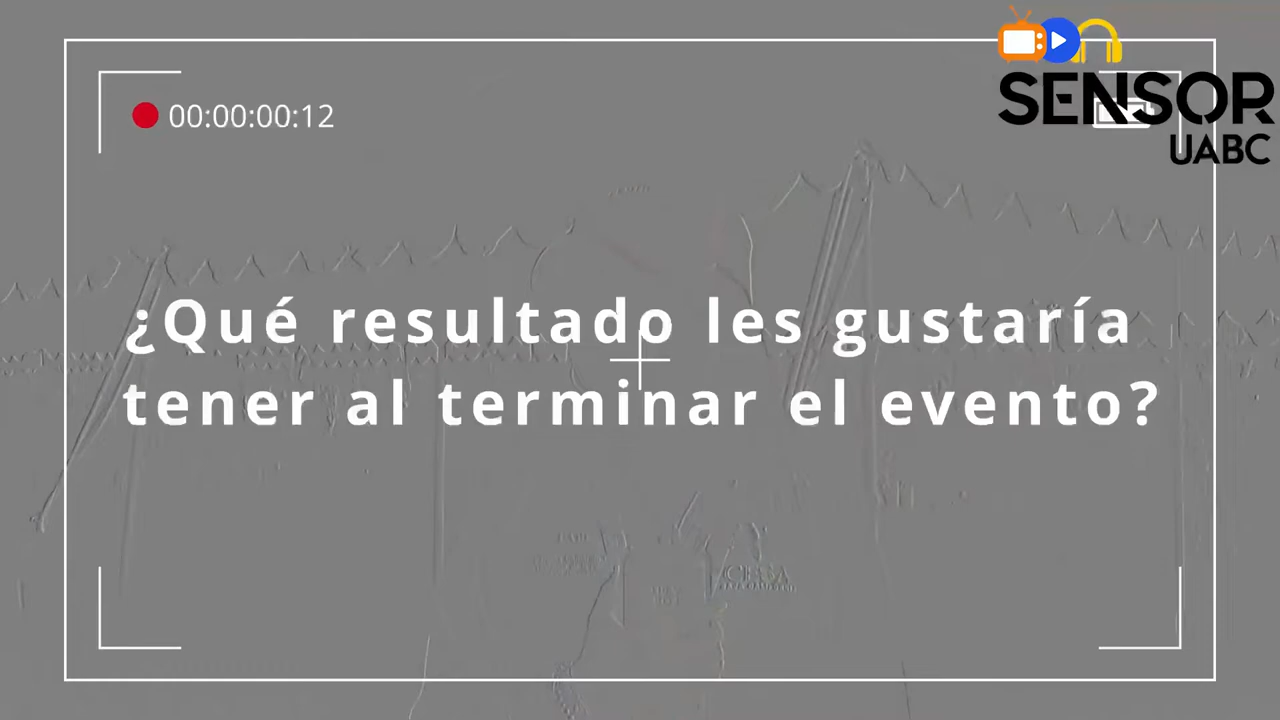 SENSOR
UABC
00:00:00:12
¿Qué resultado les gustaría
tener al terminar el evento?